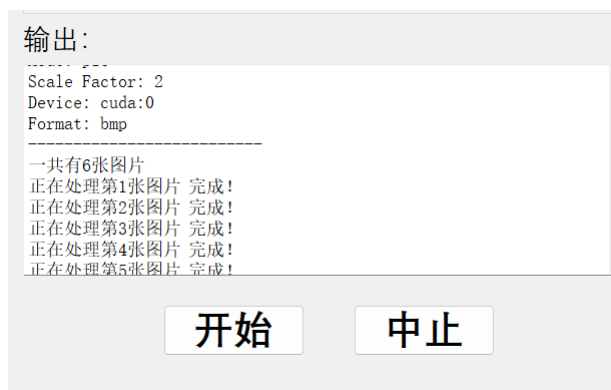 输出:
Scale Factor: 2
Device: cuda:0
Format: bmp
--------------------------
一共有6张图片
正在处理第1张图片 完成!
正在处理第2张图片 完成!
正在处理第3张图片 完成!
正在处理第4张图片 完成!
正在处理第5张图片 完成!
开始 中止